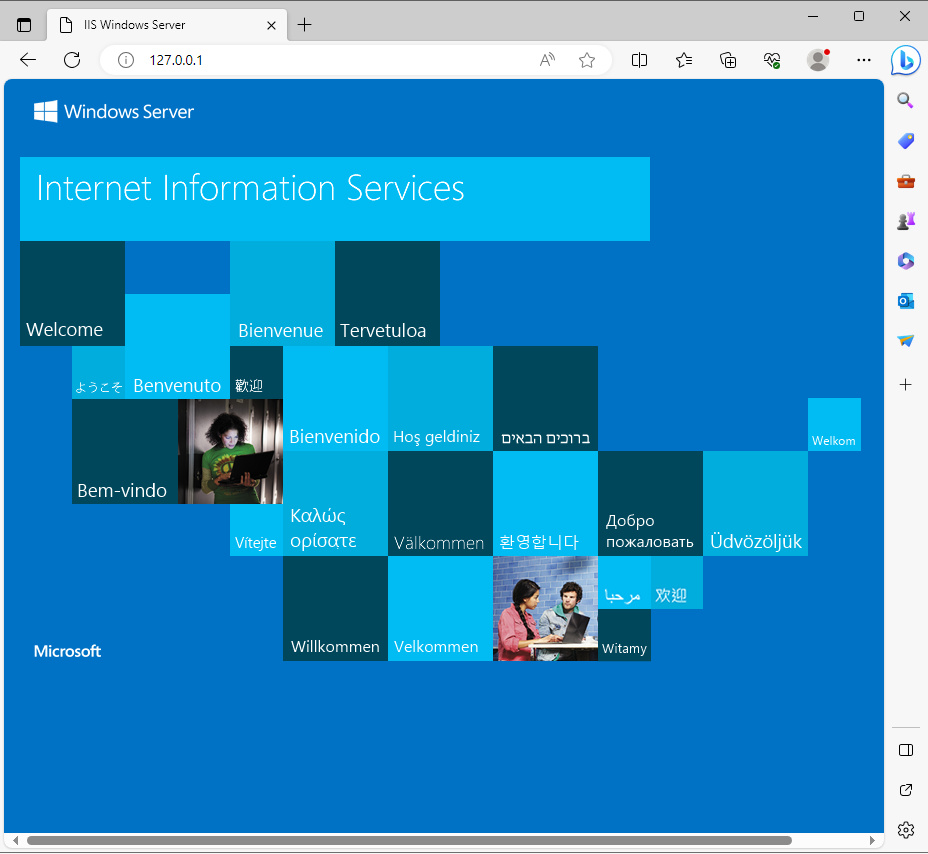 IIS Windows Server
127.0.0.1
Windows Server
Internet Information Services
Welcome
Bienvenue
Tervetuloa
ようこそ
Benvenuto
歡迎
Bienvenido
Hoş geldiniz
ברוכים הבאים
Welkom
Bem-vindo
Vítejte
Καλώς
ορίσατε
Välkommen
환영합니다
Добро
пожаловать
Üdvözöljük
Willkommen
Velkommen
مرحبا
欢迎
Witamy
Microsoft